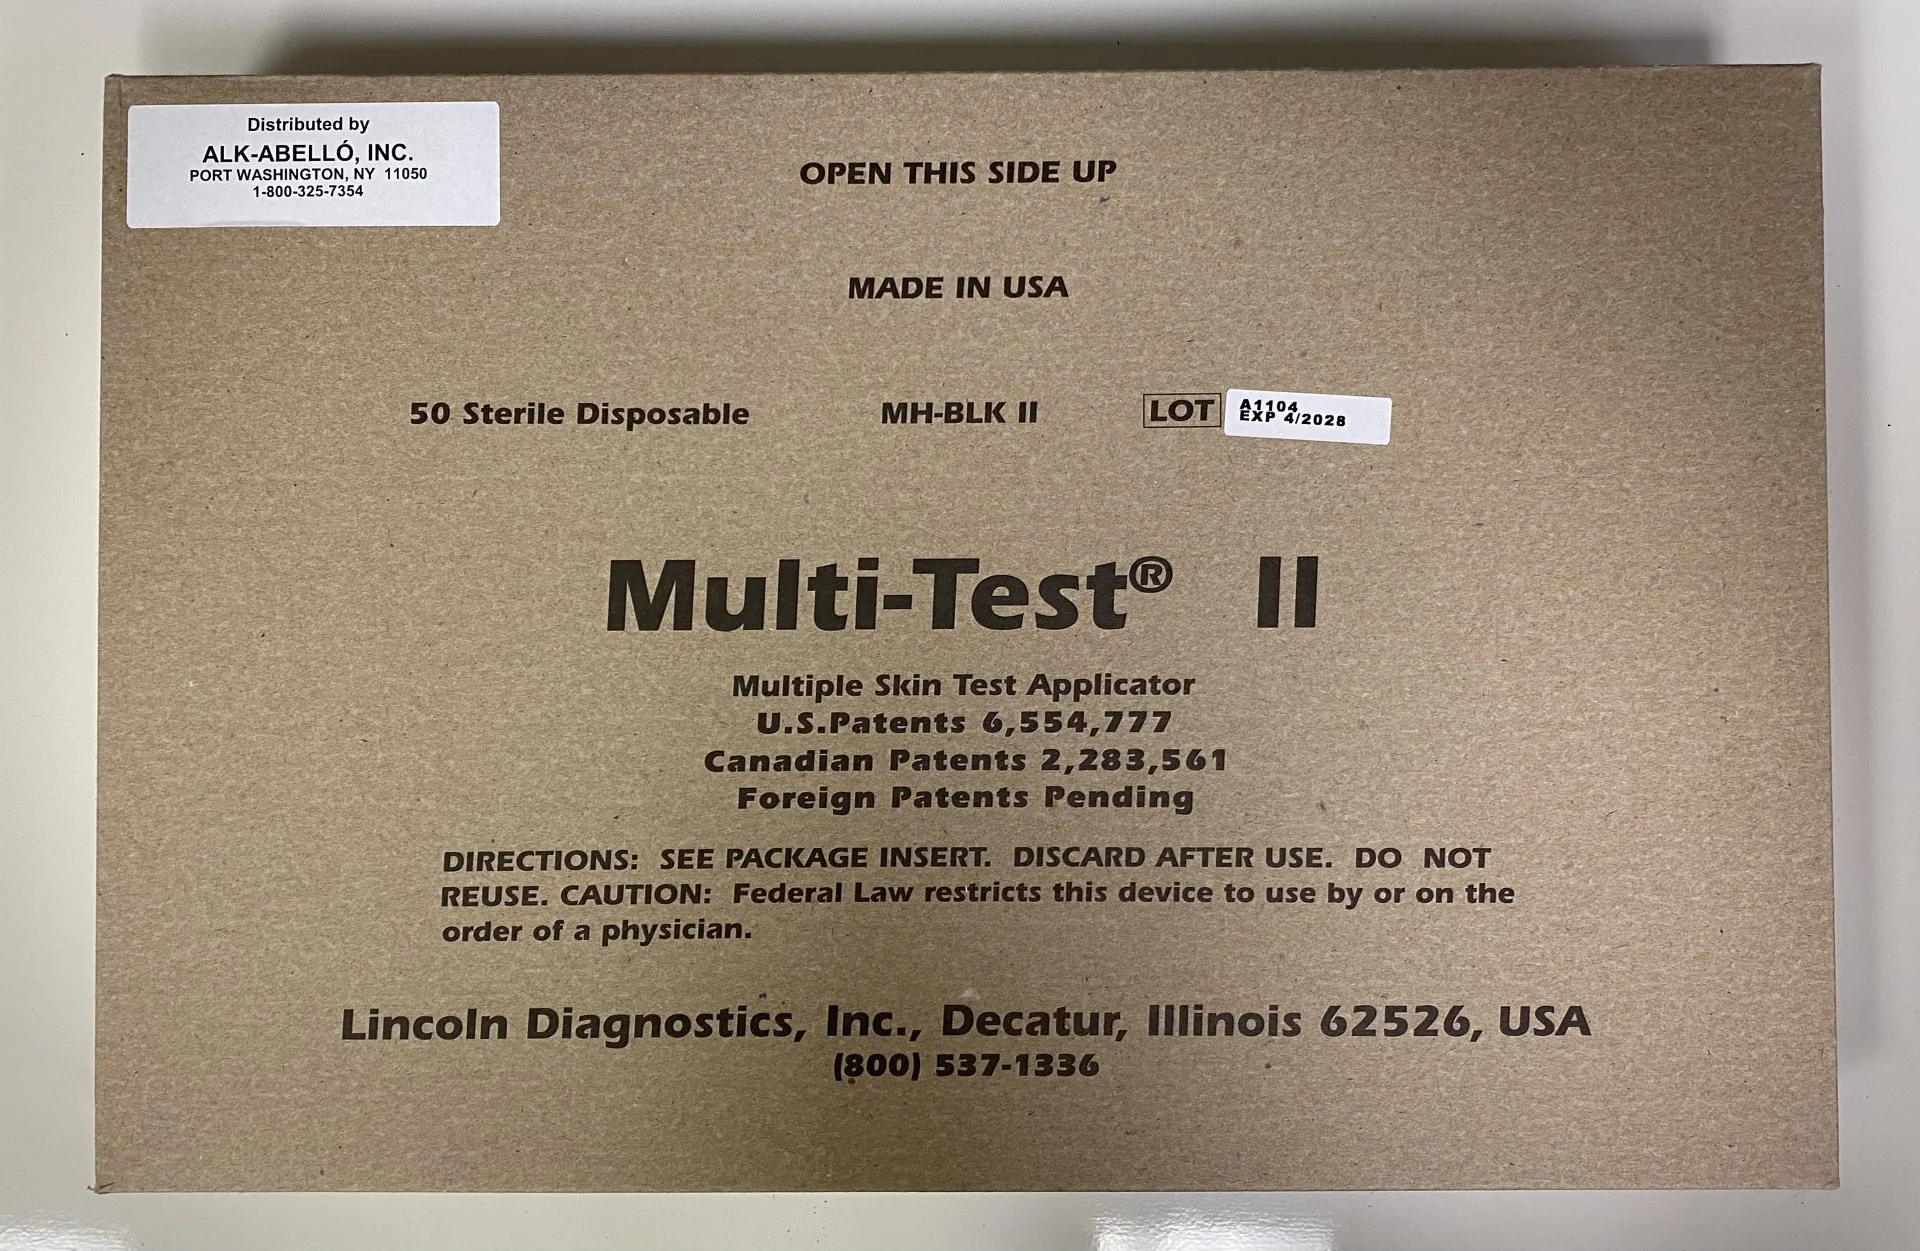 Distributed by
ALK-ABELLÓ, INC.
PORT WASHINGTON, NY 11050
1-800-325-7354
OPEN THIS SIDE UP
MADE IN USA
50 Sterile Disposable MH-BLK II LOT A1104
EXP 4/2028
Multi-Test® II
Multiple Skin Test Applicator
U.S.Patents 6,554,777
Canadian Patents 2,283,561
Foreign Patents Pending
DIRECTIONS: SEE PACKAGE INSERT. DISCARD AFTER USE. DO NOT
REUSE. CAUTION: Federal Law restricts this device to use by or on the
order of a physician.
Lincoln Diagnostics, Inc., Decatur, Illinois 62526, USA
(800) 537-1336